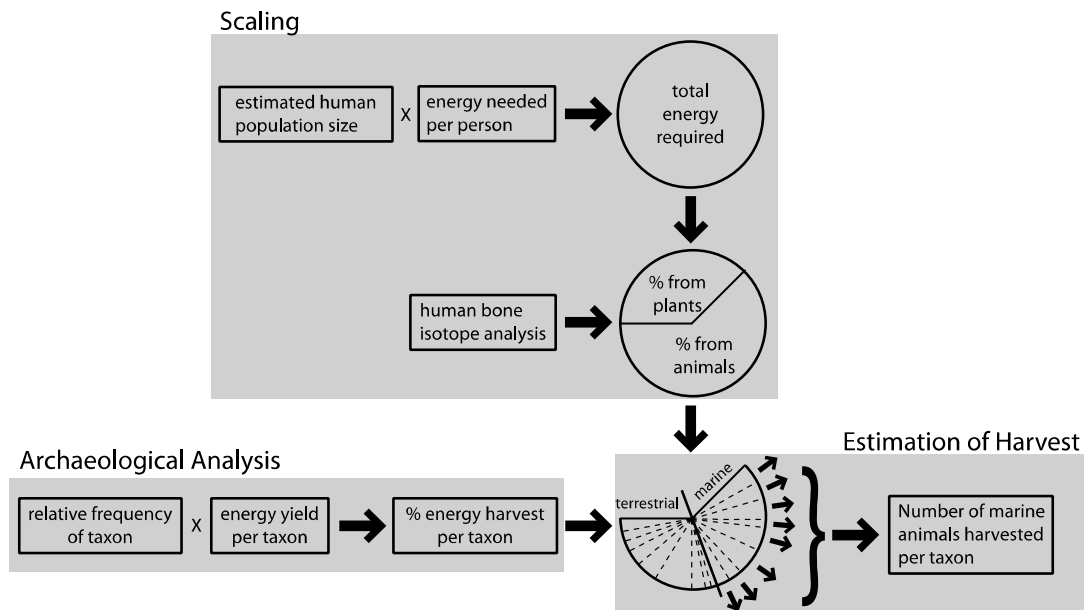 Scaling
estimated human
population size
X
energy needed
per person
total
energy
required
human bone
isotope analysis
% from
plants
% from
animals
Archaeological Analysis
relative frequency
of taxon
X
energy yield
per taxon
% energy harvest
per taxon
Estimation of Harvest
terrestrial
marine
Number of marine
animals harvested
per taxon